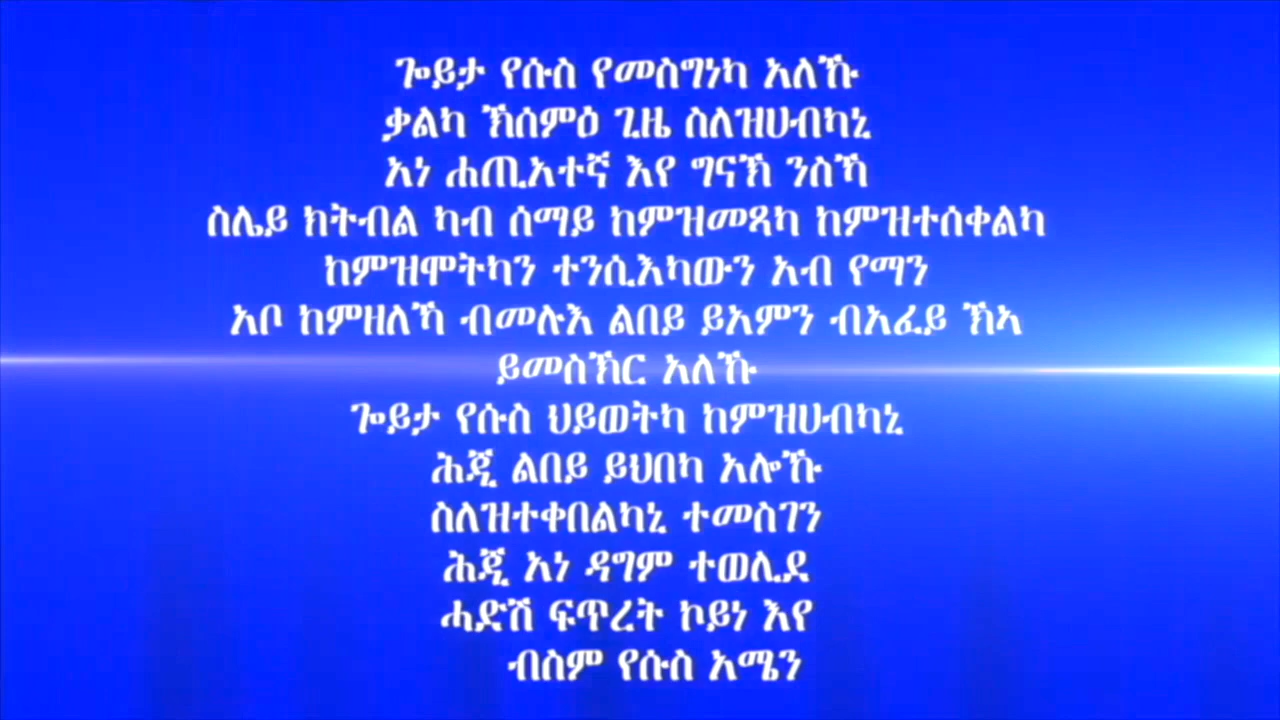 ጐይታ የሱስ የመስግነካ አለኹ
ቃልካ ኽሰምዕ ጊዜ ስለዝሀብካኒ
አነ ሐጢአተኛ እየ ግናኽ ንስኻ
ስሌይ ክትብል ካብ ሰማይ ከምዝመጻካ ከምዝተሰቀልካ
ከምዝሞትካን ተንሲእካውን አብ የማን
አቦ ከምዘለኻ ብመሉእ ልበይ ይአምን ብአፈይ ኽኣ
ይመስኽር አለኹ
ጐይታ የሱስ ህይወትካ ከምዝሀብካኒ
ሕጂ ልበይ ይህበካ አሎኹ
ስለዝተቀበልካኒ ተመስገን
ሕጂ አነ ዳግም ተወሊደ
ሓድሽ ፍጥረት ኮይነ እየ
ብስም የሱስ አሜን